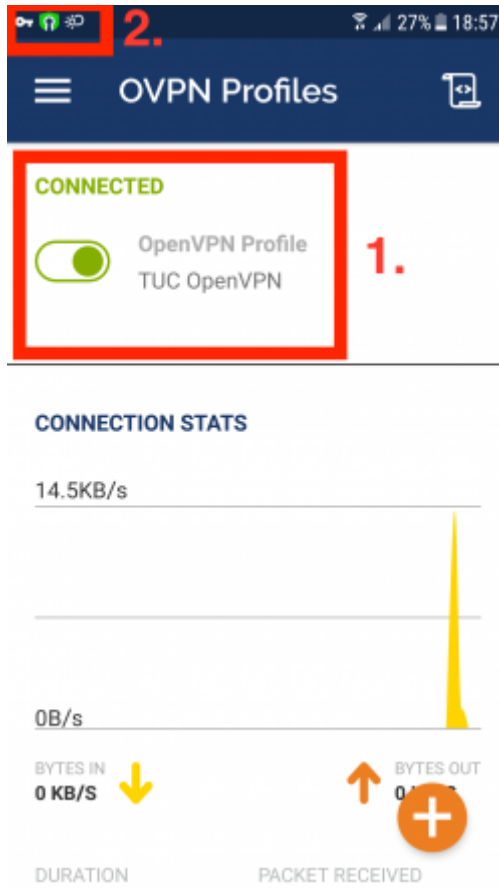 2.
27% 18:57
OVPN Profiles
CONNECTED
OpenVPN Profile
TUC OpenVPN
1.
CONNECTION STATS
14.5KB/s
0B/s
BYTES IN
0 KB/S
BYTES OUT
DURATION
PACKET RECEIVED